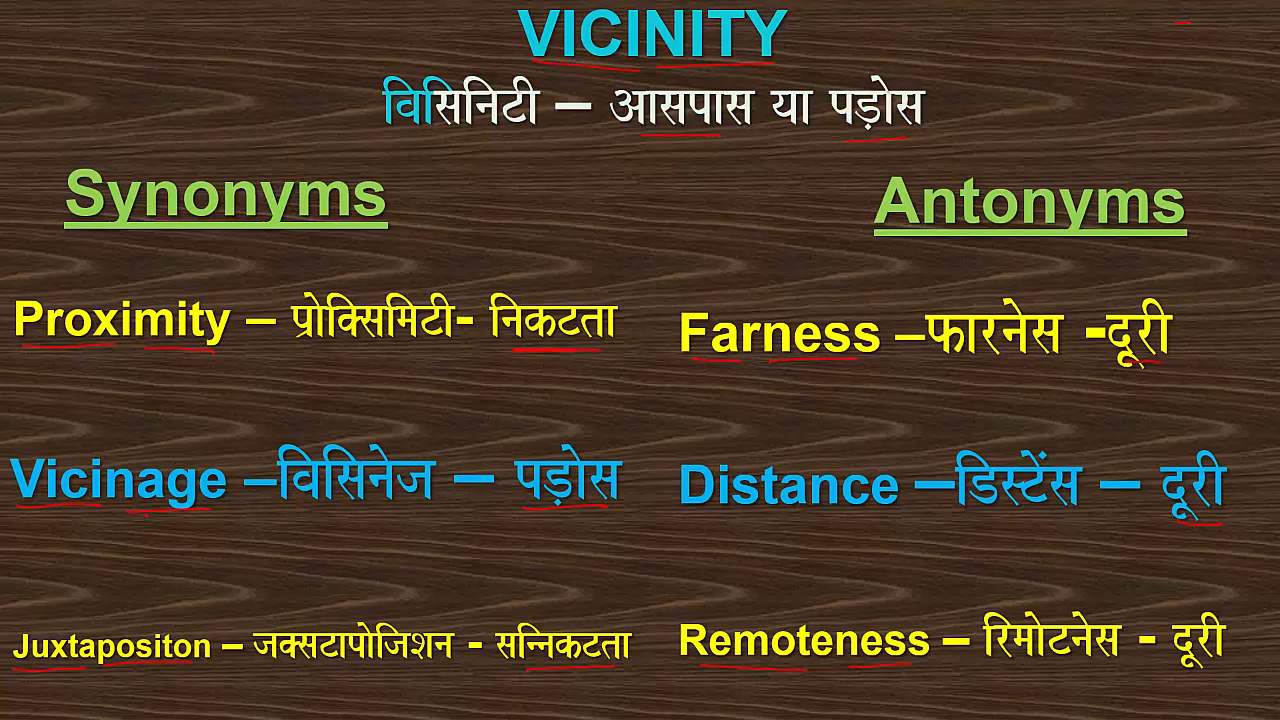 VICINITY
विसिनिटी – आसपास या पड़ोस
Synonyms
Antonyms
Proximity – प्रोक्सिमिटी- निकटता
Farness –फारनेस -दूरी
Vicinage –विसिनेज – पड़ोस
Distance –डिस्टेंस – दूरी
Juxtapositon – जक्सटापोजिशन - सन्निकटता
Remoteness – रिमोटनेस - दूरी